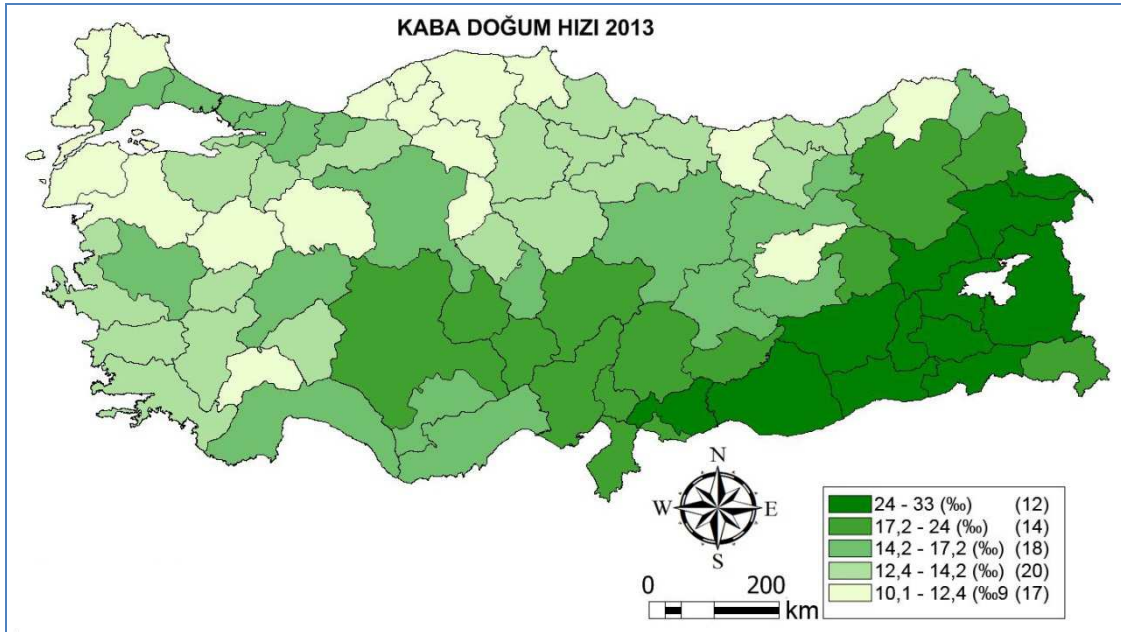 KABA DOĞUM HIZI 2013
N
W E
S
24 - 33 (‰) (12)
17,2 - 24 (‰) (14)
14,2 - 17,2 (‰) (18)
12,4 - 14,2 (‰) (20)
10,1 - 12,4 (‰9 (17)
0 200
km